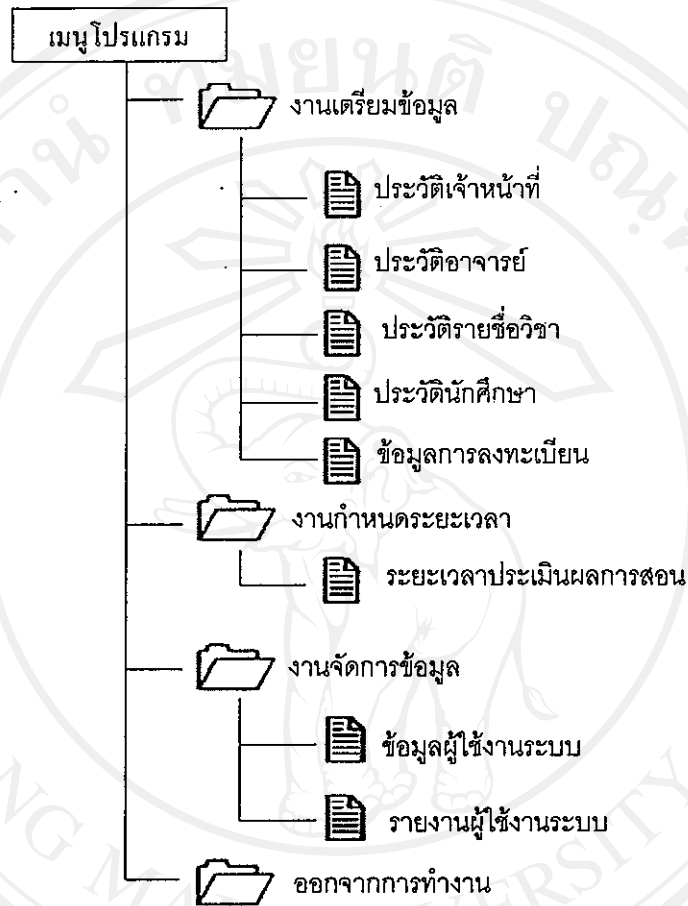 เมนูโปรแกรม
งานเตรียมข้อมูล
ประวัติเจ้าหน้าที่
ประวัติอาจารย์
ประวัติรายชื่อวิชา
ประวัตินักศึกษา
ข้อมูลการลงทะเบียน
งานกำหนดระยะเวลา
ระยะเวลาประเมินผลการสอน
งานจัดการข้อมูล
ข้อมูลผู้ใช้งานระบบ
รายงานผู้ใช้งานระบบ
ออกจากการทำงาน